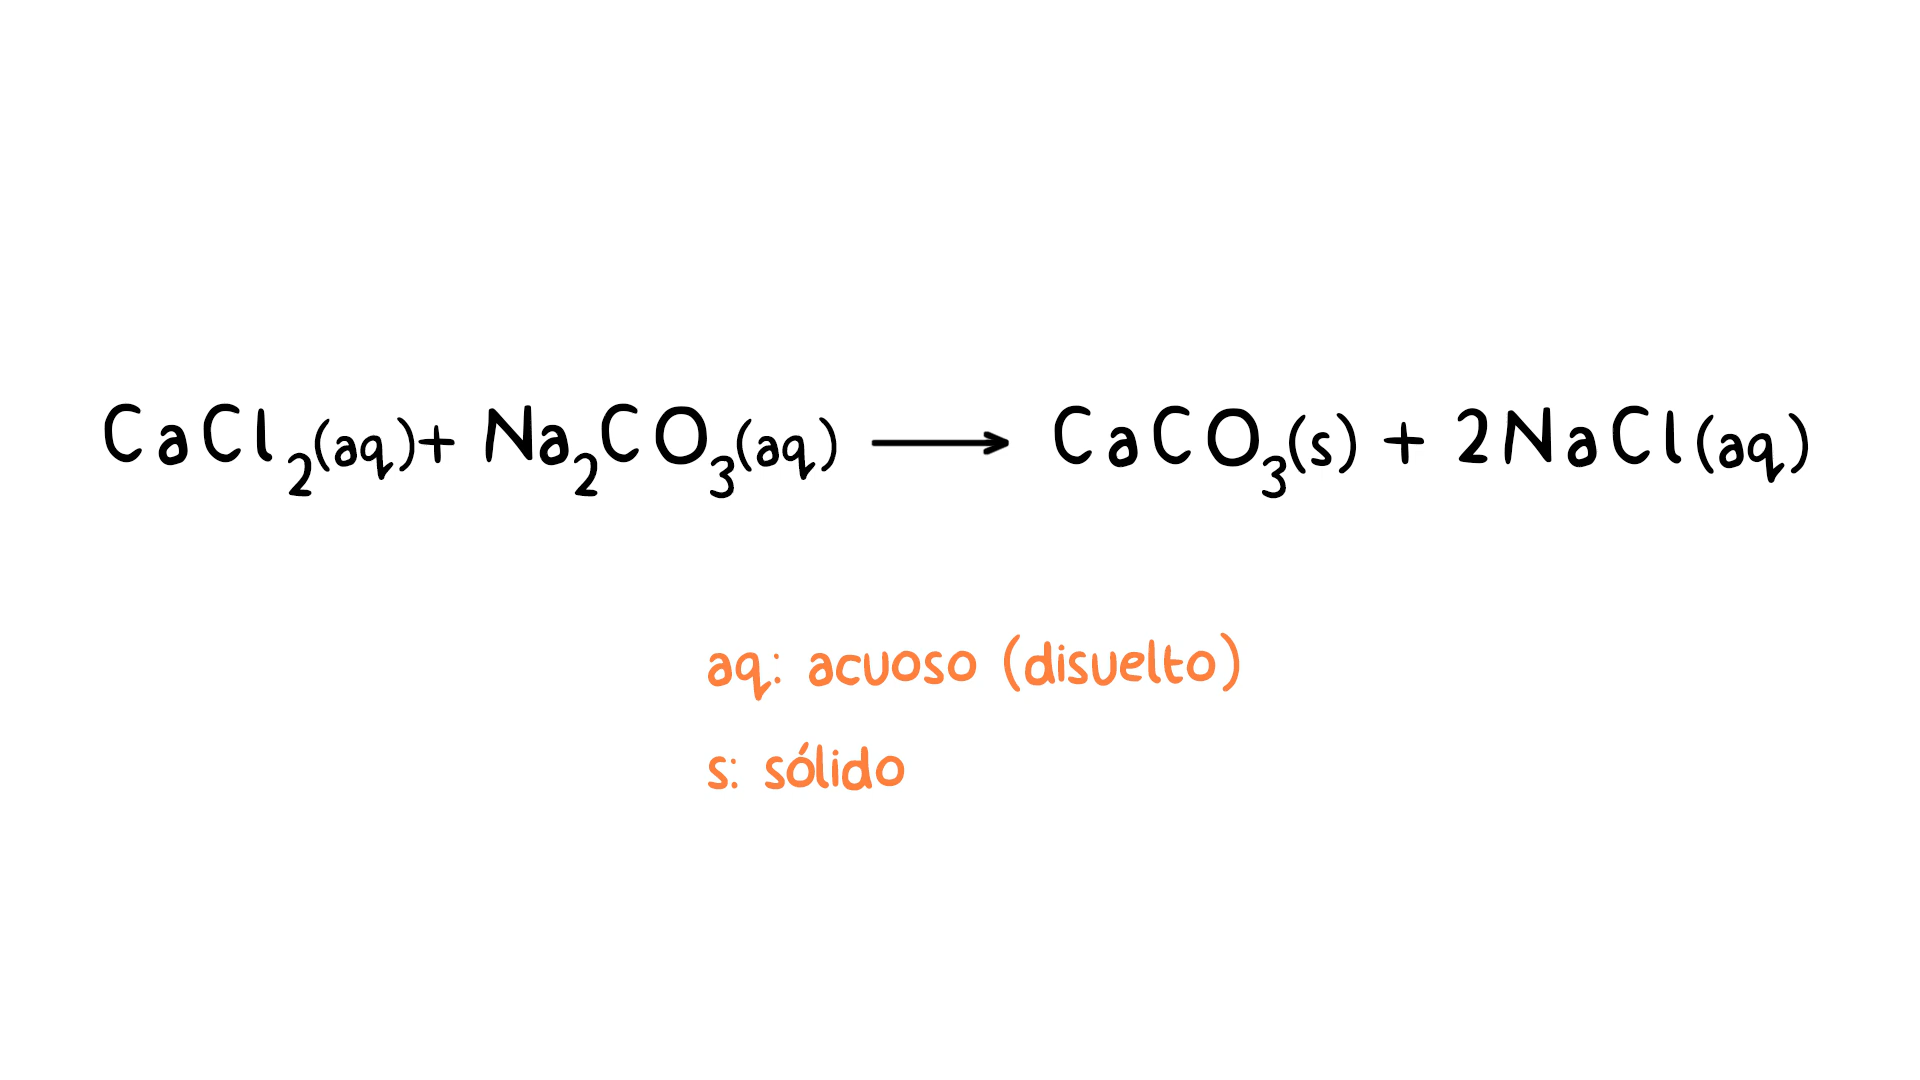 CaCl₂(aq)+ Na₂CO₃(aq) ⟶ CaCO₃(s) + 2NaCl(aq)
aq: acuoso (disuelto)
s: sólido